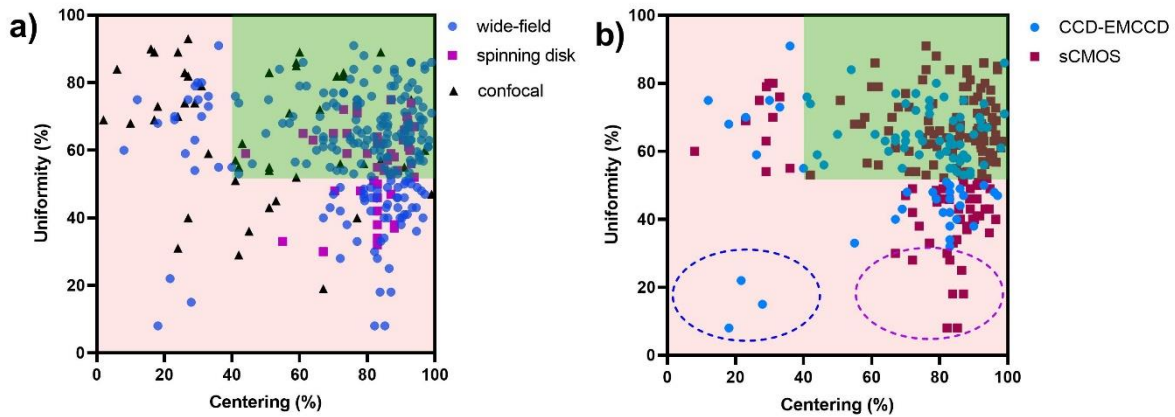 a)
wide-field
spinning disk
confocal
Uniformity (%)
100
80
60
40
20
0
0 20 40 60 80 100
Centering (%)
b)
CCD-EMCCD
sCMOS
Uniformity (%)
100
80
60
40
20
0
0 20 40 60 80 100
Centering (%)